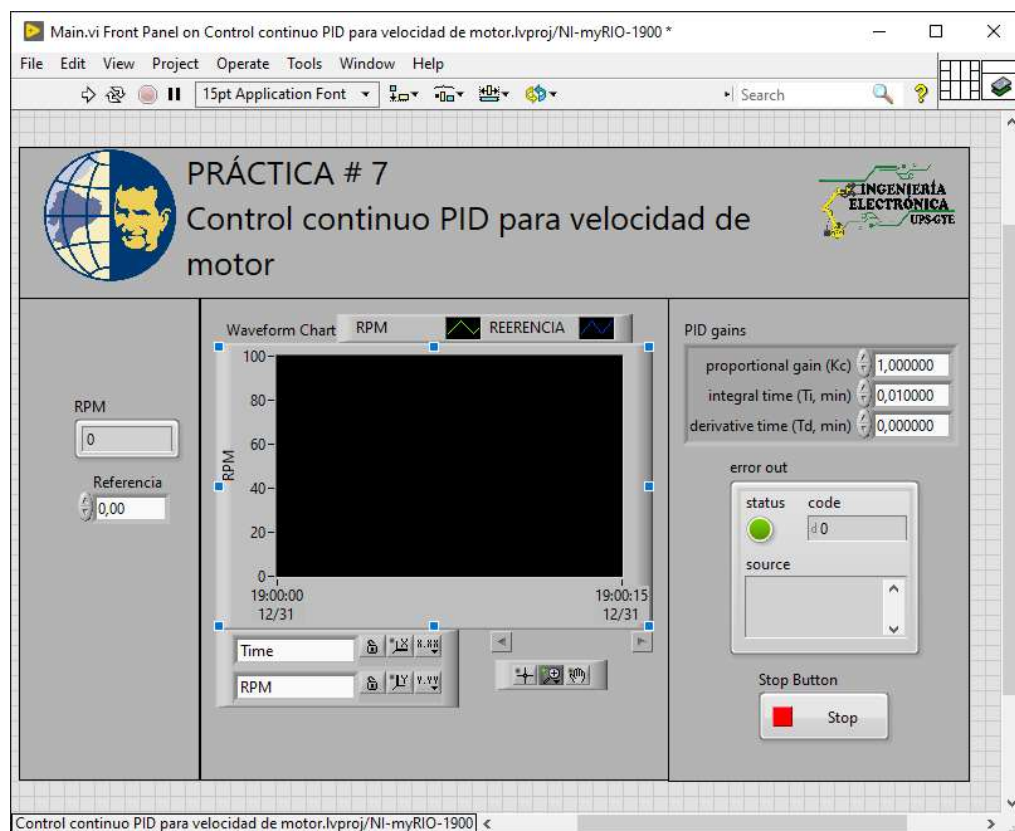 Main.vi Front Panel on Control continuo PID para velocidad de motor.lvproj/NI-myRIO-1900 *
File Edit View Project Operate Tools Window Help
15pt Application Font
Search
PRÁCTICA # 7
Control continuo PID para velocidad de
motor
INGENIERÍA
ELECTRÓNICA
UPS-GTE
Waveform Chart
RPM
REERENCIA
100
80
60
40
20
0
RPM
19:00:00
12/31
19:00:15
12/31
RPM
0
Referencia
0,00
Time
RPM
PID gains
proportional gain (Kc) 1,000000
integral time (Ti, min) 0,010000
derivative time (Td, min) 0,000000
error out
status code
d 0
source
Stop Button
Stop
Control continuo PID para velocidad de motor.lvproj/NI-myRIO-1900